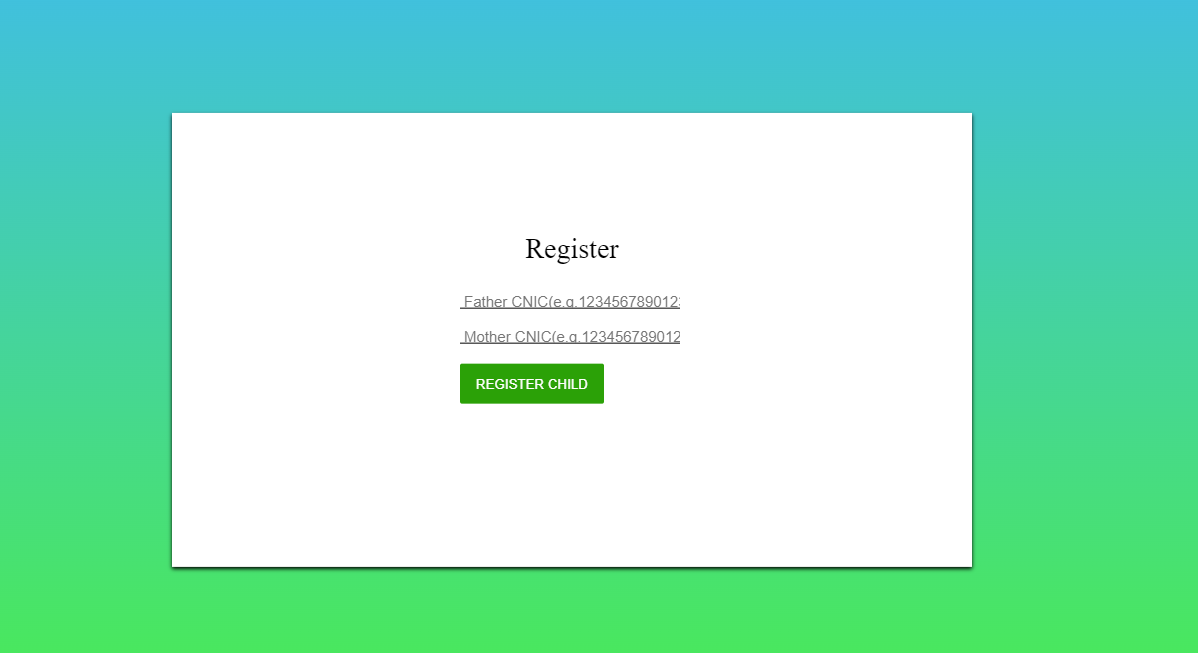 Register
Father CNIC(e.g.123456789012
Mother CNIC(e.g.123456789012
REGISTER CHILD